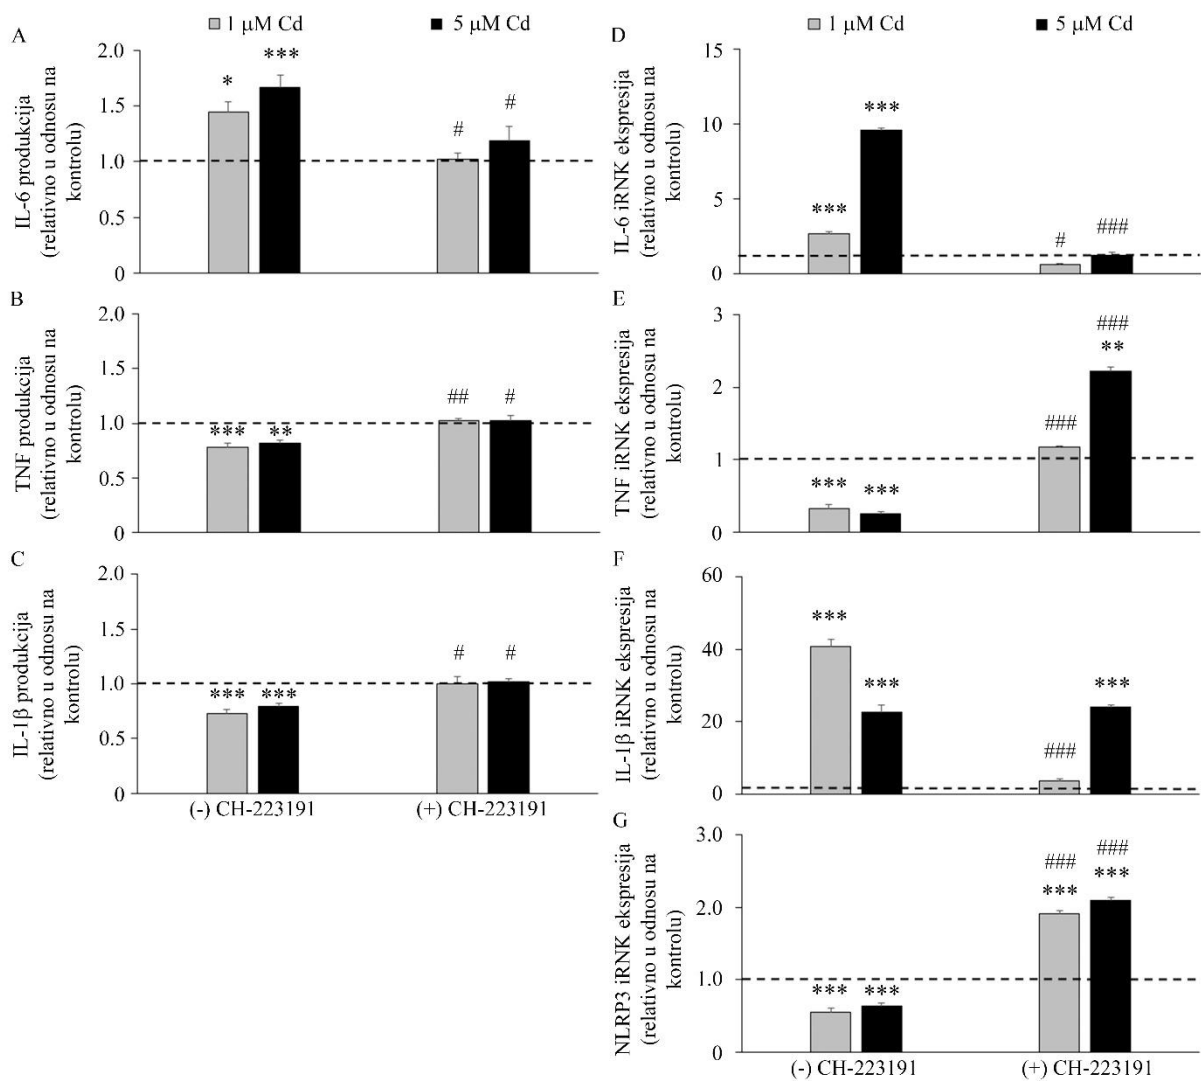 1 μM Cd
5 μM Cd
A
IL-6 produkcija
(relativno u odnosu na
kontrolu)
2.0
1.5
1.0
0.5
0
*
***
#
#
B
TNF produkcija
(relativno u odnosu na
kontrolu)
2.0
1.5
1.0
0.5
0
***
**
##
#
C
IL-1β produkcija
(relativno u odnosu na
kontrolu)
2.0
1.5
1.0
0.5
0
***
***
#
#
(-) CH-223191
(+) CH-223191
1 μM Cd
5 μM Cd
D
IL-6 iRNK ekspresija
(relativno u odnosu na
kontrolu)
15
10
5
0
***
***
#
###
E
TNF iRNK ekspresija
(relativno u odnosu na
kontrolu)
3
2
1
0
***
***
###
###
**
F
IL-1β iRNK ekspresija
(relativno u odnosu na
kontrolu)
60
40
20
0
***
***
###
***
G
NLRP3 iRNK ekspresija
(relativno u odnosu na
kontrolu)
3.0
2.0
1.0
0
***
***
###
***
###
***
(-) CH-223191
(+) CH-223191